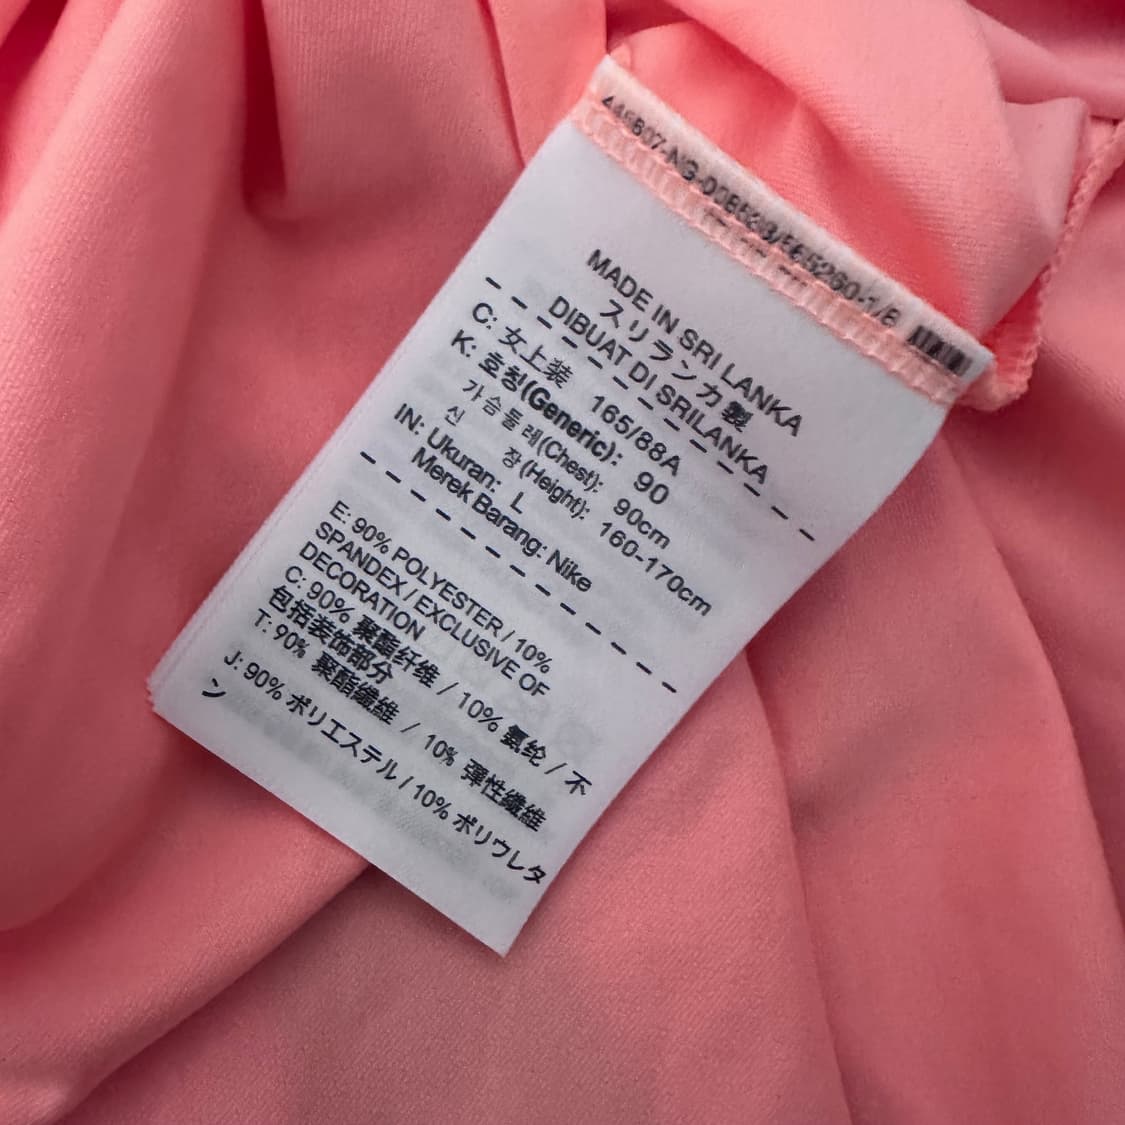 MADE IN SRI LANKA
スリランカ製
DIBUAT DI SRILANKA
C: 女上装 165/88A
K: 호칭(Generic): 90
가슴둘레(Chest): 90cm
신 장(Height): 160-170cm
IN: Ukuran: L
Merek Barang: Nike
E: 90% POLYESTER / 10%
SPANDEX / EXCLUSIVE OF
DECORATION
C: 90% 聚酯纤维 / 10% 氨纶 / 不
包括装饰部分
T: 90% 聚酯纖維 / 10% 彈性纖維
J: 90% ポリエステル / 10% ポリウレタ
ン